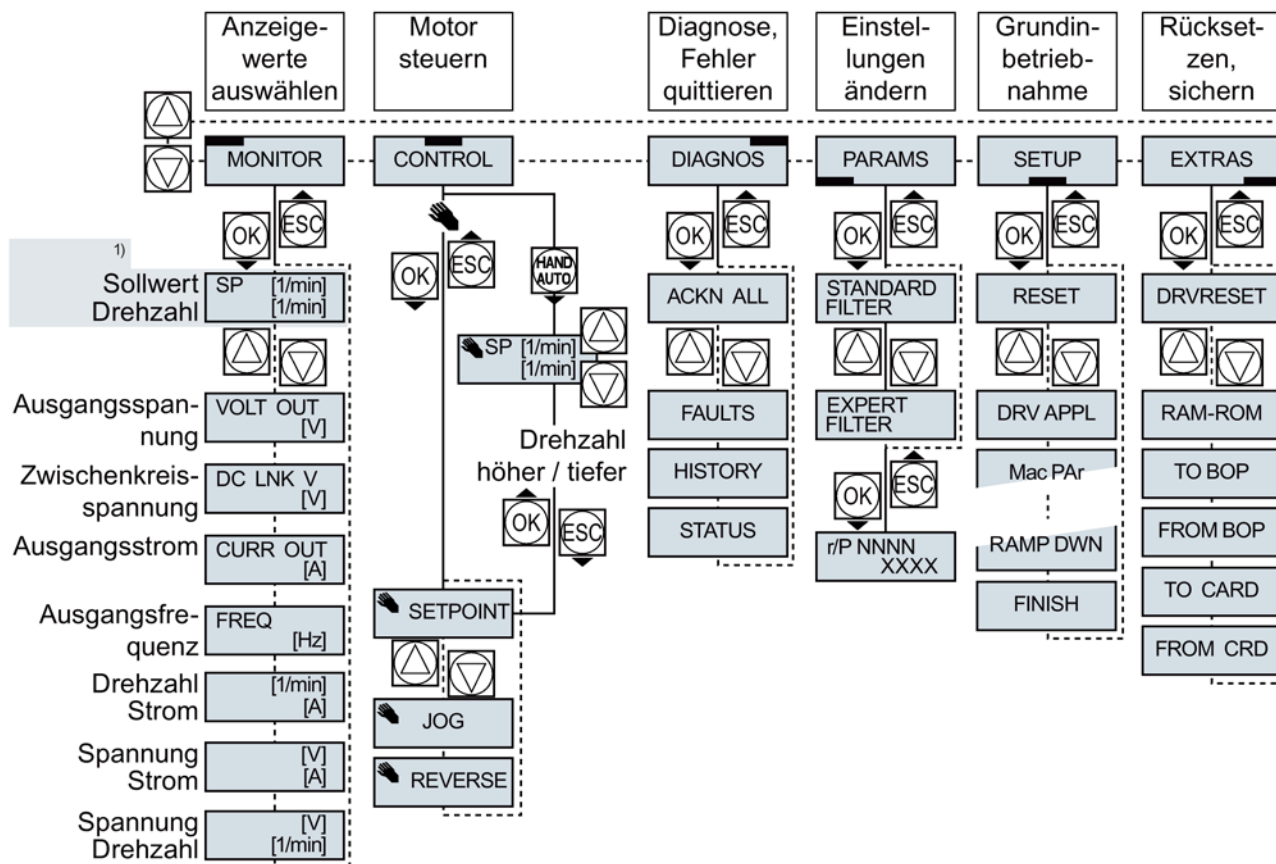 Anzeige-
werte
auswählen
Motor
steuern
Diagnose,
Fehler
quittieren
Einstel-
lungen
ändern
Grundin-
betrieb-
nahme
Rückset-
zen,
sichern
MONITOR
CONTROL
DIAGNOS
PARAMS
SETUP
EXTRAS
OK
ESC
OK
ESC
HAND
AUTO
OK
ESC
OK
ESC
OK
ESC
OK
ESC
1)
Sollwert
Drehzahl
SP [1/min]
[1/min]
SP [1/min]
[1/min]
Drehzahl
höher / tiefer
OK
ESC
Ausgangsspan-
nung
VOLT OUT
[V]
Zwischenkreis-
spannung
DC LNK V
[V]
Ausgangsstrom
CURR OUT
[A]
Ausgangsfre-
quenz
FREQ
[Hz]
Drehzahl
Strom
[1/min]
[A]
Spannung
Strom
[V]
[A]
Spannung
Drehzahl
[V]
[1/min]
SETPOINT
JOG
REVERSE
ACKN ALL
FAULTS
HISTORY
STATUS
STANDARD
FILTER
EXPERT
FILTER
OK
ESC
r/P NNNN
XXXX
RESET
DRV APPL
Mac PAr
RAMP DWN
FINISH
DRVRESET
RAM-ROM
TO BOP
FROM BOP
TO CARD
FROM CRD